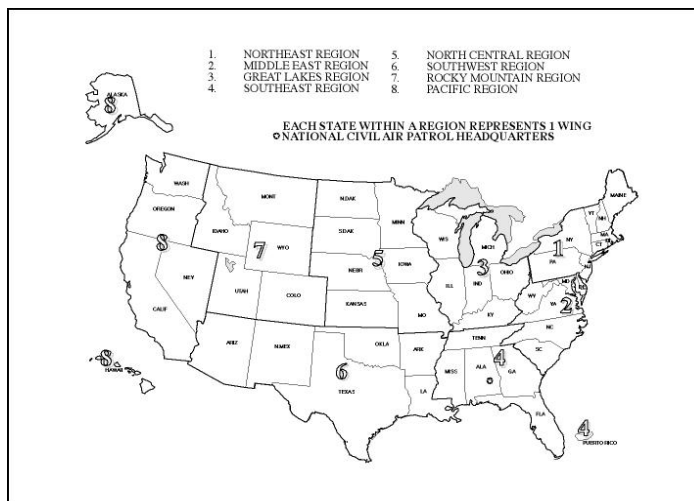 1. NORTHEAST REGION
2. MIDDLE EAST REGION
3. GREAT LAKES REGION
4. SOUTHEAST REGION
5. NORTH CENTRAL REGION
6. SOUTHWEST REGION
7. ROCKY MOUNTAIN REGION
8. PACIFIC REGION
EACH STATE WITHIN A REGION REPRESENTS 1 WING
NATIONAL CIVIL AIR PATROL HEADQUARTERS
ALASKA
8
WASH
OREGON
8
CALIF
NEV
IDAHO
MONT
7
WYO
UTAH
COLO
ARIZ
N.MEX
N.DAK
S.DAK
NEBR
5
KANSAS
MINN
IOWA
MO
OKLA
6
TEXAS
ARK
LA
WIS
ILL
MICH
3
IND
OHIO
KY
TENN
MISS
ALA
4
GA
FLA
SC
NC
VA
2
WV
MD
DEL
PA
1
NY
NJ
CT
MA
VT
NH
MAINE
8
HAWAII
4
PUERTO RICO